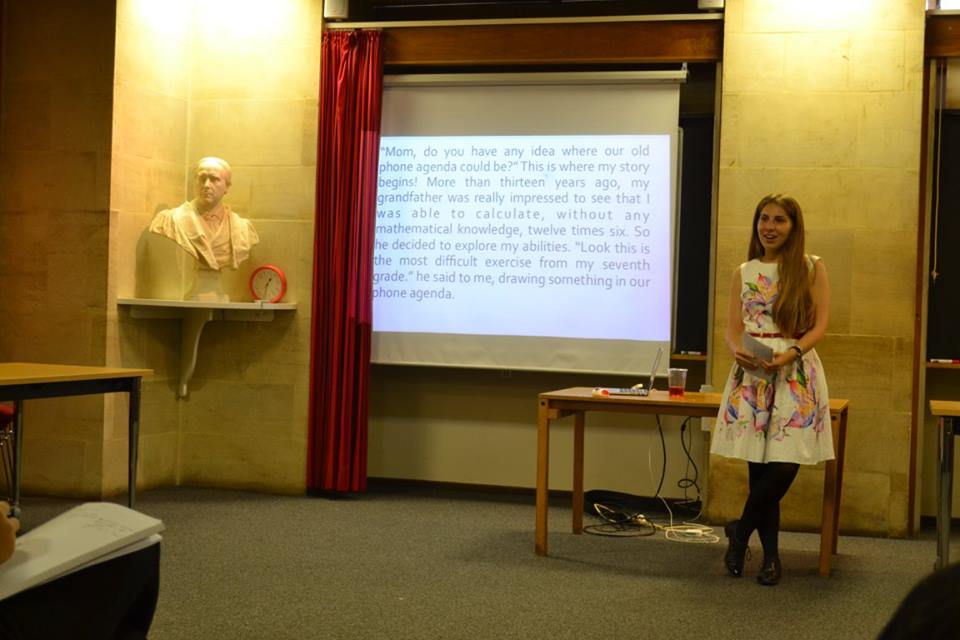 “Mom, do you have any idea where our old
phone agenda could be?” This is where my story
begins! More than thirteen years ago, my
grandfather was really impressed to see that I
was able to calculate, without any
mathematical knowledge, twelve times six. So
he decided to explore my abilities. “Look this is
the most difficult exercise from my seventh
grade.” he said to me, drawing something in our
phone agenda.